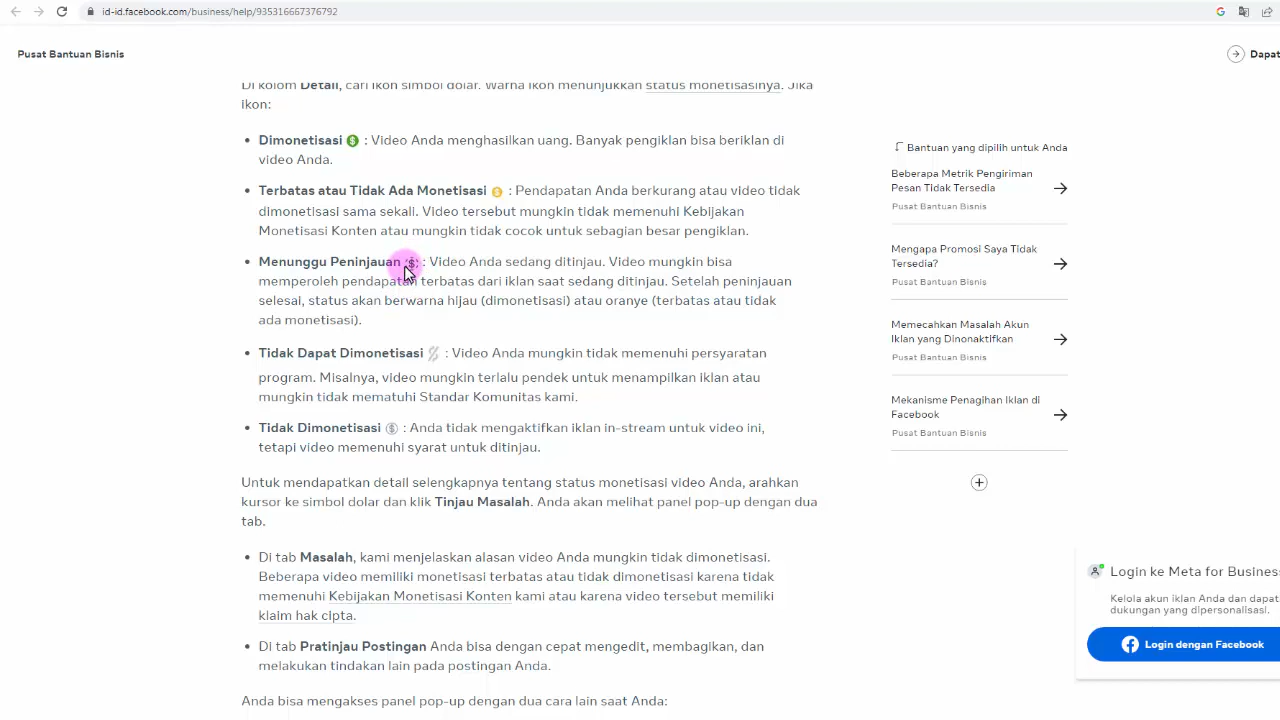 id-id.facebook.com/business/help/935316667376792
Pusat Bantuan Bisnis
Dapat
Di kolom Detail, cari ikon simbol dolar. Warna ikon menunjukkan status monetisasinya. Jika
ikon:
• Dimonetisasi $ : Video Anda menghasilkan uang. Banyak pengiklan bisa beriklan di
video Anda.
• Terbatas atau Tidak Ada Monetisasi $ : Pendapatan Anda berkurang atau video tidak
dimonetisasi sama sekali. Video tersebut mungkin tidak memenuhi Kebijakan
Monetisasi Konten atau mungkin tidak cocok untuk sebagian besar pengiklan.
• Menunggu Peninjauan $ : Video Anda sedang ditinjau. Video mungkin bisa
memperoleh pendapatan terbatas dari iklan saat sedang ditinjau. Setelah peninjauan
selesai, status akan berwarna hijau (dimonetisasi) atau oranye (terbatas atau tidak
ada monetisasi).
• Tidak Dapat Dimonetisasi $ : Video Anda mungkin tidak memenuhi persyaratan
program. Misalnya, video mungkin terlalu pendek untuk menampilkan iklan atau
mungkin tidak mematuhi Standar Komunitas kami.
• Tidak Dimonetisasi $ : Anda tidak mengaktifkan iklan in-stream untuk video ini,
tetapi video memenuhi syarat untuk ditinjau.
Untuk mendapatkan detail selengkapnya tentang status monetisasi video Anda, arahkan
kursor ke simbol dolar dan klik Tinjau Masalah. Anda akan melihat panel pop-up dengan dua
tab.
• Di tab Masalah, kami menjelaskan alasan video Anda mungkin tidak dimonetisasi.
Beberapa video memiliki monetisasi terbatas atau tidak dimonetisasi karena tidak
memenuhi Kebijakan Monetisasi Konten kami atau karena video tersebut memiliki
klaim hak cipta.
• Di tab Pratinjau Postingan Anda bisa dengan cepat mengedit, membagikan, dan
melakukan tindakan lain pada postingan Anda.
Anda bisa mengakses panel pop-up dengan dua cara lain saat Anda:
Bantuan yang dipilih untuk Anda
Beberapa Metrik Pengiriman
Pesan Tidak Tersedia
Pusat Bantuan Bisnis
Mengapa Promosi Saya Tidak
Tersedia?
Pusat Bantuan Bisnis
Memecahkan Masalah Akun
Iklan yang Dinonaktifkan
Pusat Bantuan Bisnis
Mekanisme Penagihan Iklan di
Facebook
Pusat Bantuan Bisnis
Login ke Meta for Business
Kelola akun iklan Anda dan dapat
dukungan yang dipersonalisasi.
Login dengan Facebook